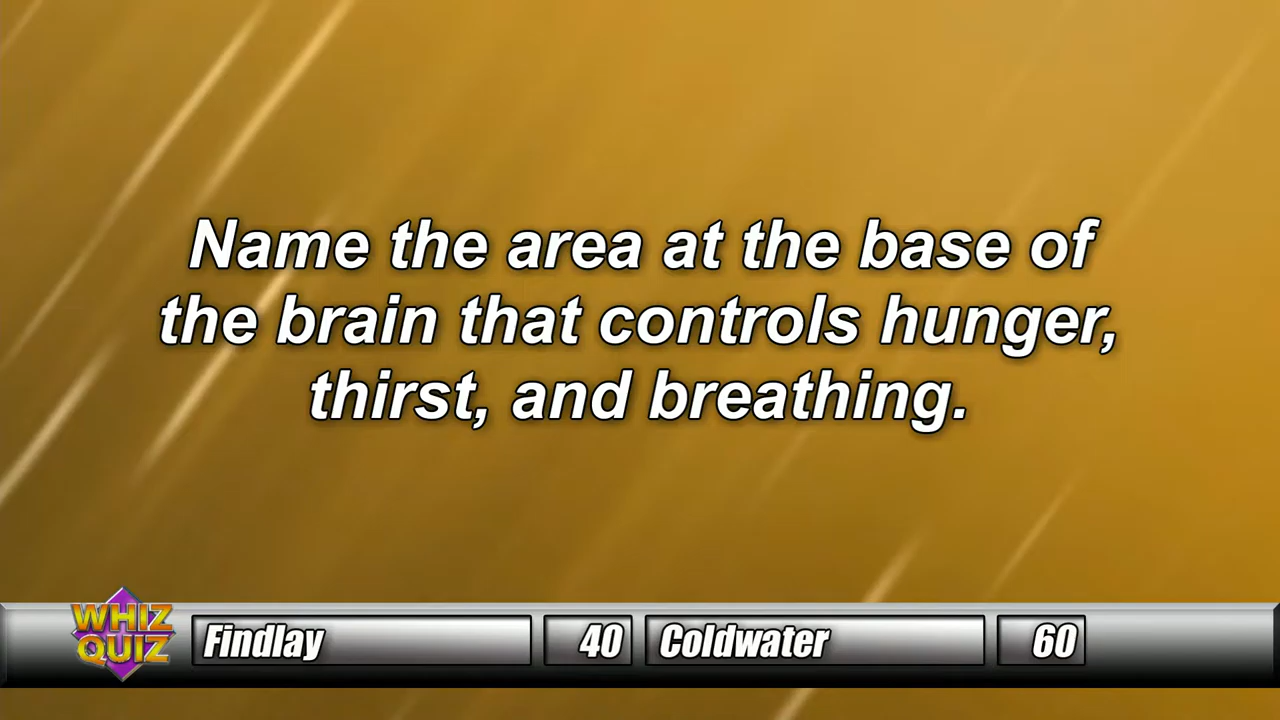 Name the area at the base of
the brain that controls hunger,
thirst, and breathing.
WHIZ
QUIZ
Findlay 40 Coldwater 60